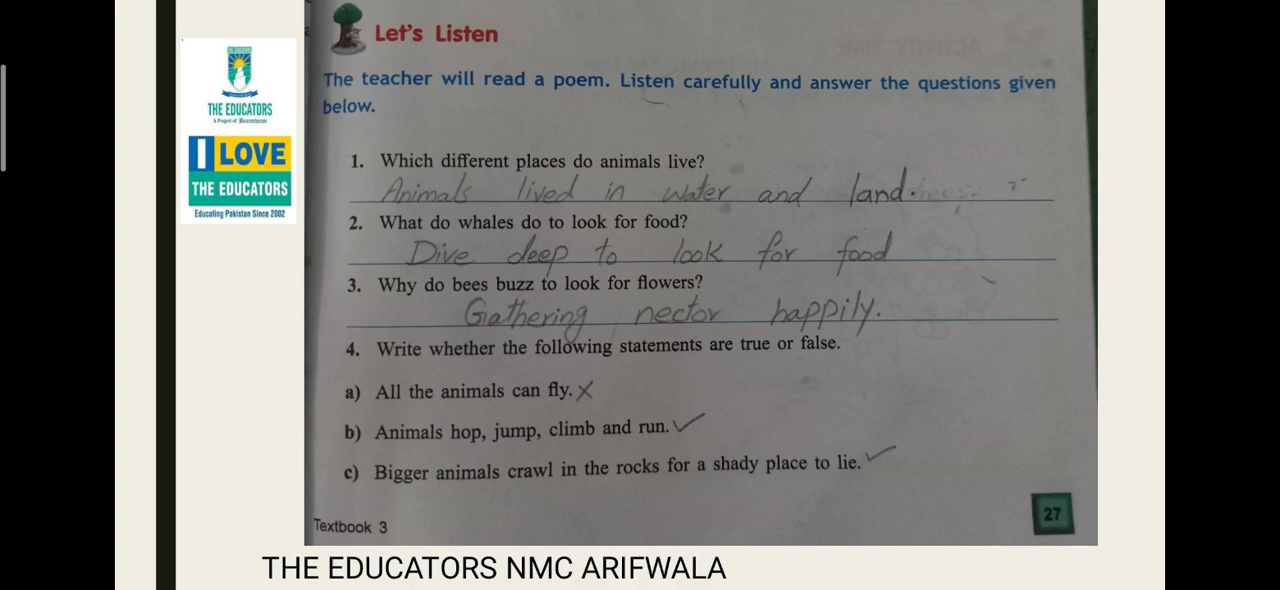 Let's Listen
The teacher will read a poem. Listen carefully and answer the questions given
below.
1. Which different places do animals live?
Animals lived in water and land.
2. What do whales do to look for food?
Dive deep to look for food
3. Why do bees buzz to look for flowers?
Gathering nector happily.
4. Write whether the following statements are true or false.
a) All the animals can fly. ✗
b) Animals hop, jump, climb and run. ✓
c) Bigger animals crawl in the rocks for a shady place to lie. ✓
Textbook 3
27
THE EDUCATORS
A Project of Beaconhouse
I LOVE
THE EDUCATORS
Educating Pakistan Since 2002
THE EDUCATORS NMC ARIFWALA